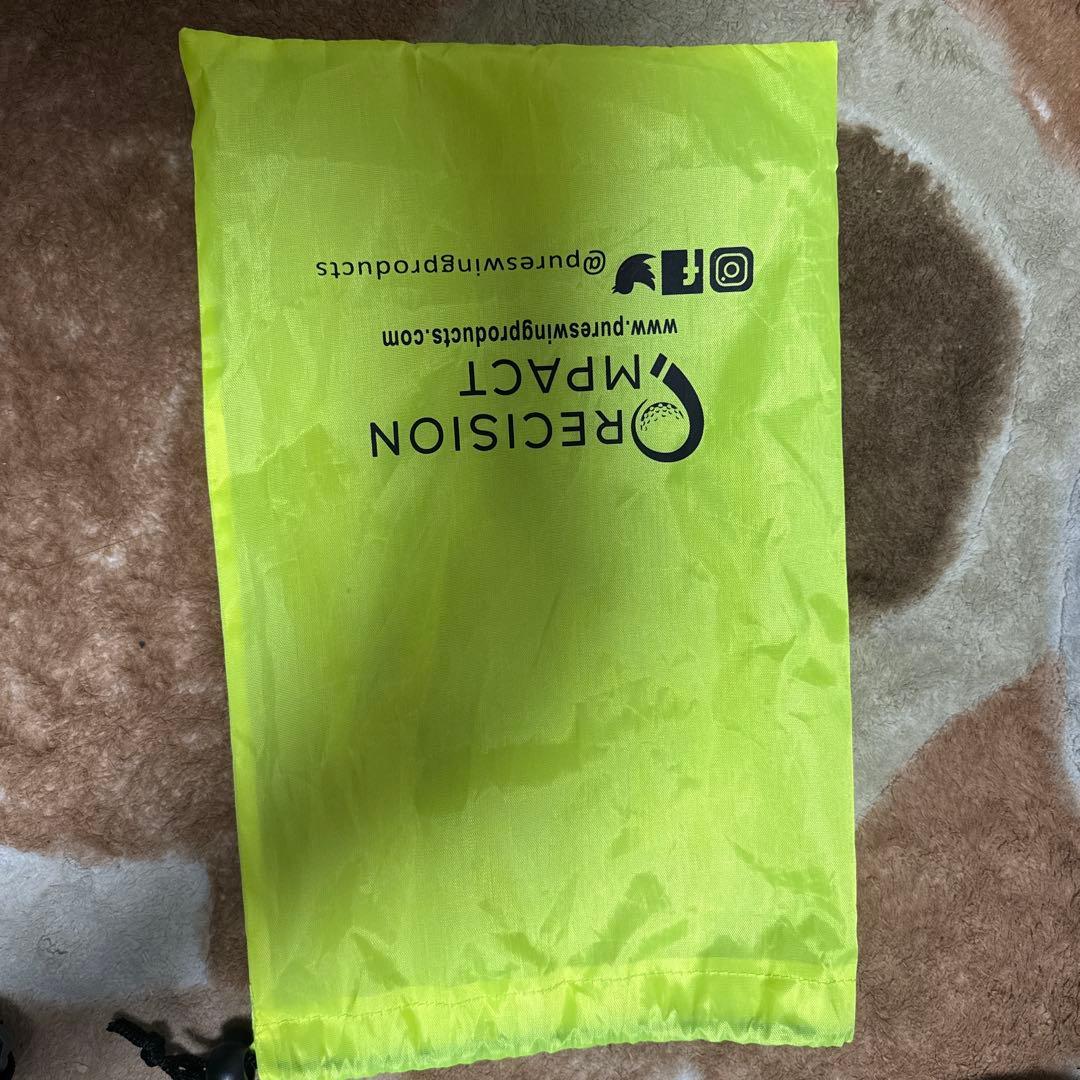 PRECISION
IMPACT
www.pureswingproducts.com
@pureswingproducts